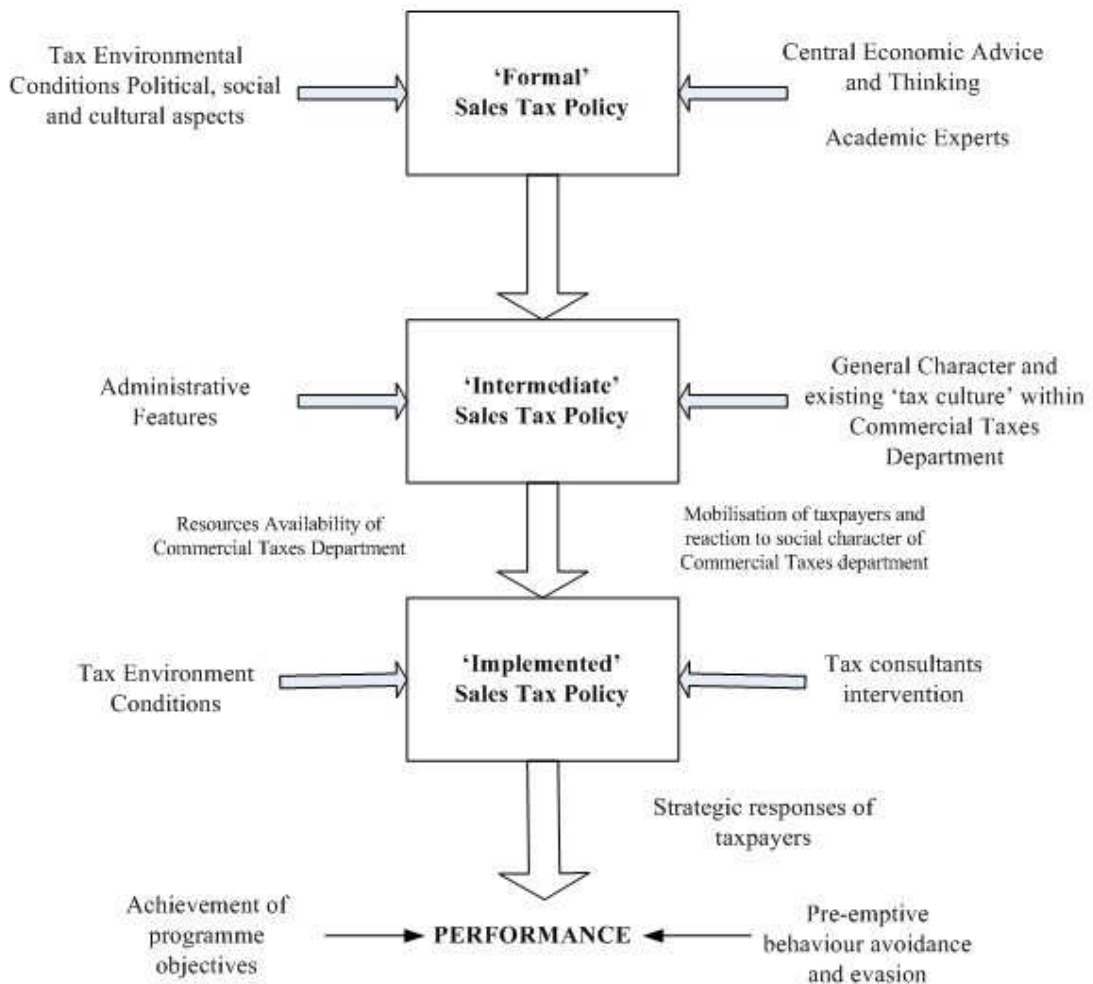 Tax Environmental
Conditions Political, social
and cultural aspects
‘Formal’
Sales Tax Policy
Central Economic Advice
and Thinking
Academic Experts
Administrative
Features
‘Intermediate’
Sales Tax Policy
General Character and
existing ‘tax culture’ within
Commercial Taxes
Department
Resources Availability of
Commercial Taxes Department
Mobilisation of taxpayers and
reaction to social character of
Commercial Taxes department
Tax Environment
Conditions
‘Implemented’
Sales Tax Policy
Tax consultants
intervention
Strategic responses of
taxpayers
Achievement of
programme
objectives
PERFORMANCE
Pre-emptive
behaviour avoidance
and evasion